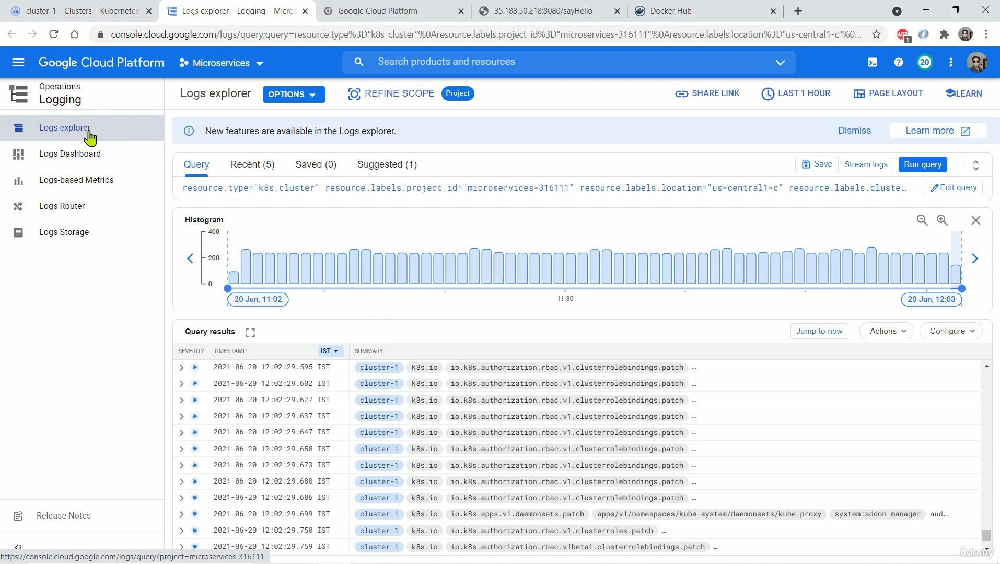 cluster-1 – Clusters – Kubernetes
Logs explorer – Logging – Micros
Google Cloud Platform
35.188.50.218:8080/sayHello
Docker Hub
console.cloud.google.com/logs/query;query=resource.type%3D"k8s_cluster"%0Aresource.labels.project_id%3D"microservices-316111"%0Aresource.labels.location%3D"us-central1-c"%0...
ABP
1
Google Cloud Platform
Microservices
Search products and resources
20
Operations
Logging
Logs explorer
OPTIONS
REFINE SCOPE
Project
SHARE LINK
LAST 1 HOUR
PAGE LAYOUT
LEARN
Logs explorer
Logs Dashboard
Logs-based Metrics
Logs Router
Logs Storage
Release Notes
New features are available in the Logs explorer.
Dismiss
Learn more
Query
Recent (5)
Saved (0)
Suggested (1)
Save
Stream logs
Run query
resource.type="k8s_cluster" resource.labels.project_id="microservices-316111" resource.labels.location="us-central1-c" resource.labels.cluste…
Edit query
Histogram
400
200
0
20 Jun, 11:02
11:30
20 Jun, 12:03
Query results
Jump to now
Actions
Configure
SEVERITY TIMESTAMP IST SUMMARY
2021-06-20 12:02:29.595 IST cluster-1 k8s.io io.k8s.authorization.rbac.v1.clusterrolebindings.patch …
2021-06-20 12:02:29.602 IST cluster-1 k8s.io io.k8s.authorization.rbac.v1.clusterrolebindings.patch …
2021-06-20 12:02:29.627 IST cluster-1 k8s.io io.k8s.authorization.rbac.v1.clusterrolebindings.patch …
2021-06-20 12:02:29.637 IST cluster-1 k8s.io io.k8s.authorization.rbac.v1.clusterrolebindings.patch …
2021-06-20 12:02:29.647 IST cluster-1 k8s.io io.k8s.authorization.rbac.v1.clusterrolebindings.patch …
2021-06-20 12:02:29.658 IST cluster-1 k8s.io io.k8s.authorization.rbac.v1.clusterrolebindings.patch …
2021-06-20 12:02:29.673 IST cluster-1 k8s.io io.k8s.authorization.rbac.v1.clusterrolebindings.patch …
2021-06-20 12:02:29.680 IST cluster-1 k8s.io io.k8s.authorization.rbac.v1.clusterrolebindings.patch …
2021-06-20 12:02:29.686 IST cluster-1 k8s.io io.k8s.authorization.rbac.v1.clusterrolebindings.patch …
2021-06-20 12:02:29.699 IST cluster-1 k8s.io io.k8s.apps.v1.daemonsets.patch apps/v1/namespaces/kube-system/daemonsets/kube-proxy system:addon-manager aud…
2021-06-20 12:02:29.750 IST cluster-1 k8s.io io.k8s.authorization.rbac.v1.clusterroles.patch …
2021-06-20 12:02:29.759 IST cluster-1 k8s.io io.k8s.authorization.rbac.v1beta1.clusterrolebindings.patch …
https://console.cloud.google.com/logs/query?project=microservices-316111
ûdemy